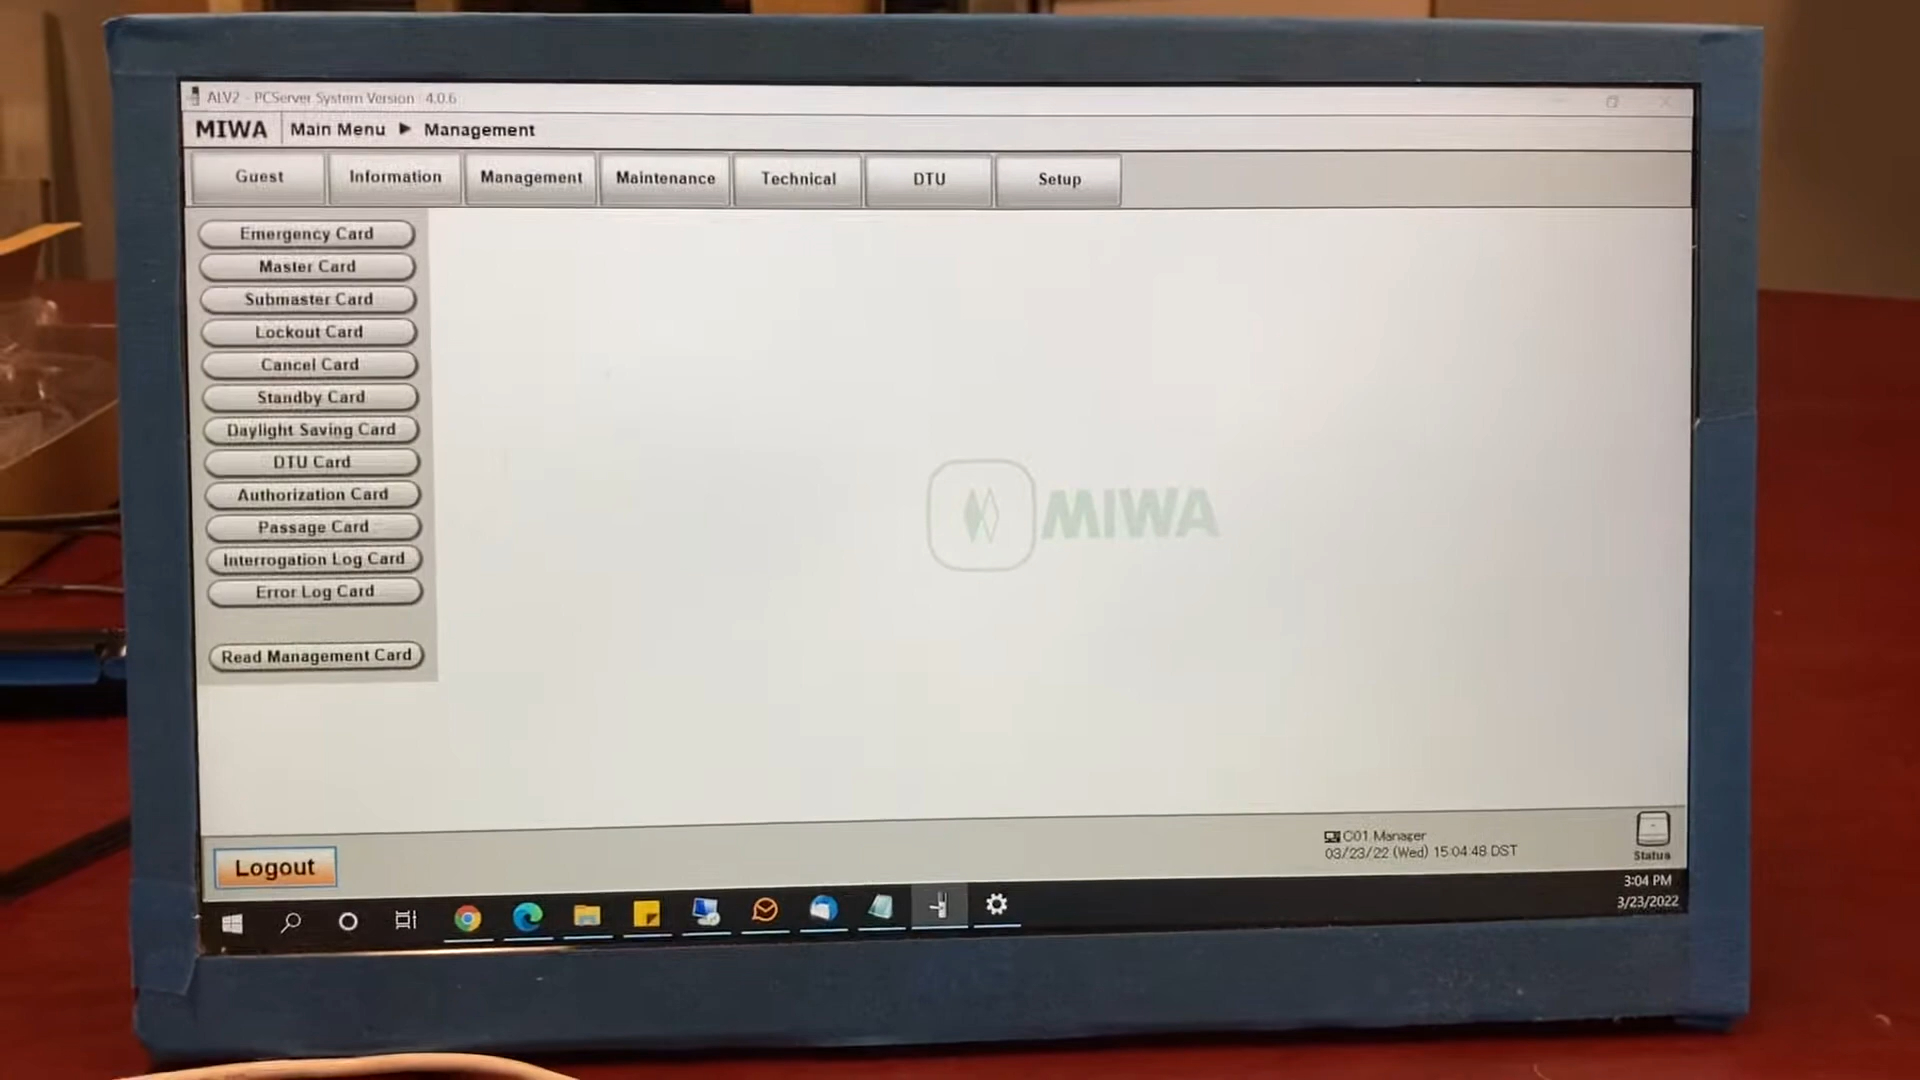 ALV2 - PCServer System Version : 4.0.6
MIWA Main Menu ► Management
Guest Information Management Maintenance Technical DTU Setup
Emergency Card
Master Card
Submaster Card
Lockout Card
Cancel Card
Standby Card
Daylight Saving Card
DTU Card
Authorization Card
Passage Card
Interrogation Log Card
Error Log Card
Read Management Card
MIWA
Logout
C01 Manager
03/23/22 (Wed) 15:04:48 DST
Status
3:04 PM
3/23/2022